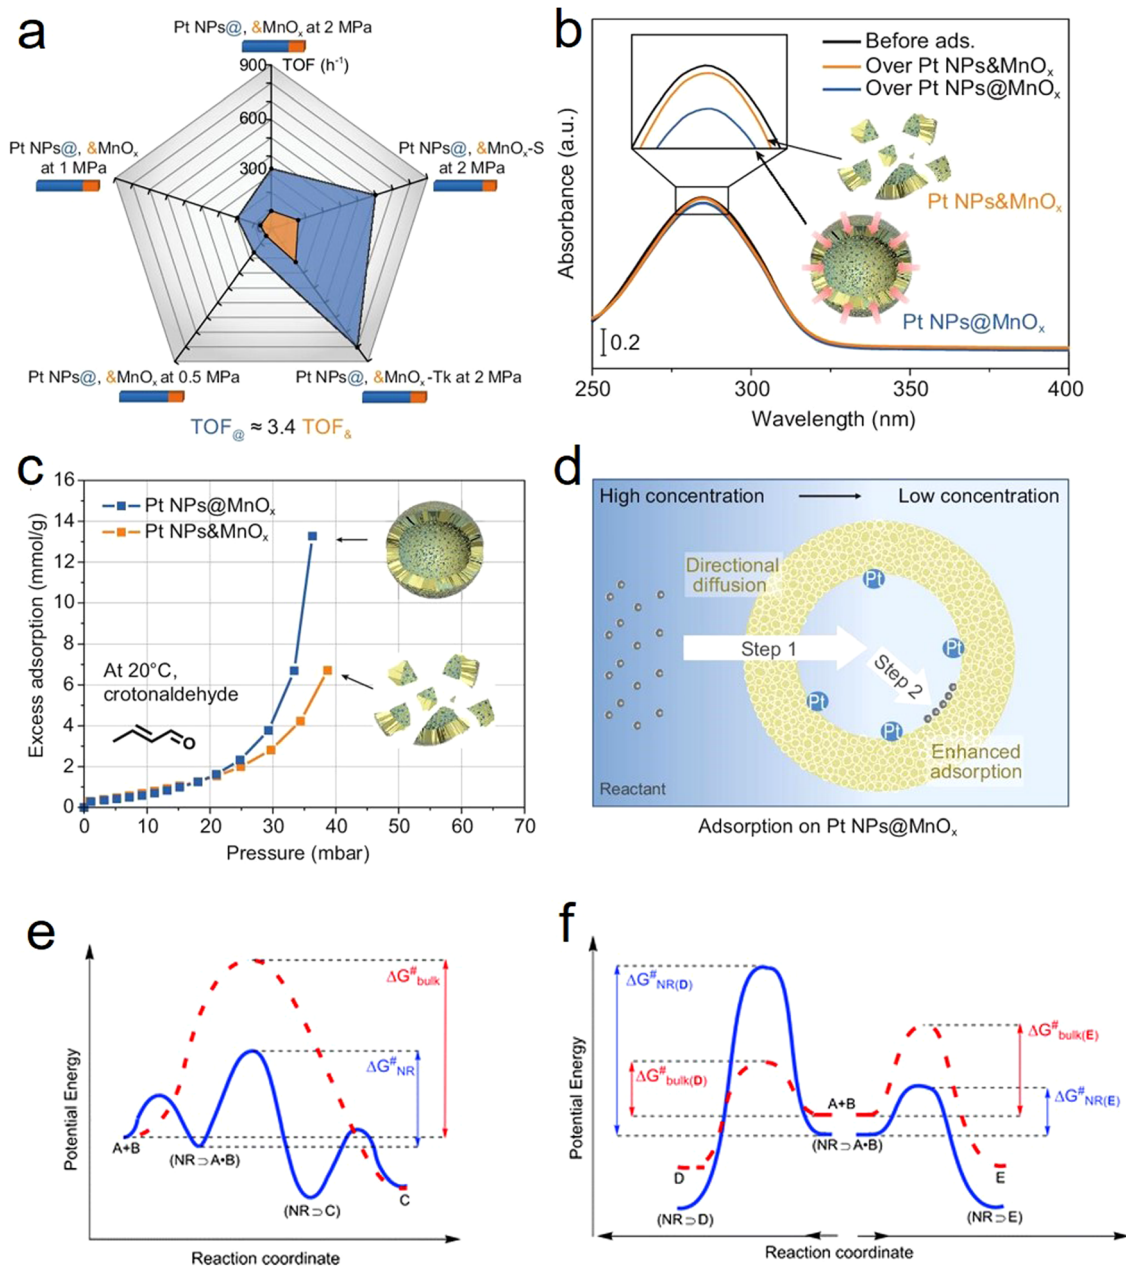 a
Pt NPs@, &MnOx at 2 MPa
900 TOF (h-1)
600
300
Pt NPs@, &MnOx
at 1 MPa
Pt NPs@, &MnOx-S
at 2 MPa
Pt NPs@, &MnOx at 0.5 MPa
Pt NPs@, &MnOx-Tk at 2 MPa
TOF@ ≈ 3.4 TOF&
b
Before ads.
Over Pt NPs&MnOx
Over Pt NPs@MnOx
Pt NPs&MnOx
Pt NPs@MnOx
0.2
Absorbance (a.u.)
250 300 350 400
Wavelength (nm)
c
Pt NPs@MnOx
Pt NPs&MnOx
At 20°C,
crotonaldehyde
O
Excess adsorption (mmol/g)
16
14
12
10
8
6
4
2
0
0 10 20 30 40 50 60 70
Pressure (mbar)
d
High concentration Low concentration
Directional
diffusion
Pt
Step 1
Pt
Step 2
Pt
Pt
Enhanced
adsorption
Reactant
Adsorption on Pt NPs@MnOx
e
ΔG#bulk
ΔG#NR
A+B
(NR⊃A•B)
(NR⊃C)
C
Potential Energy
Reaction coordinate
f
ΔG#NR(D)
ΔG#bulk(E)
ΔG#bulk(D)
ΔG#NR(E)
A+B
(NR⊃A•B)
D
E
(NR⊃D)
(NR⊃E)
Potential Energy
Reaction coordinate